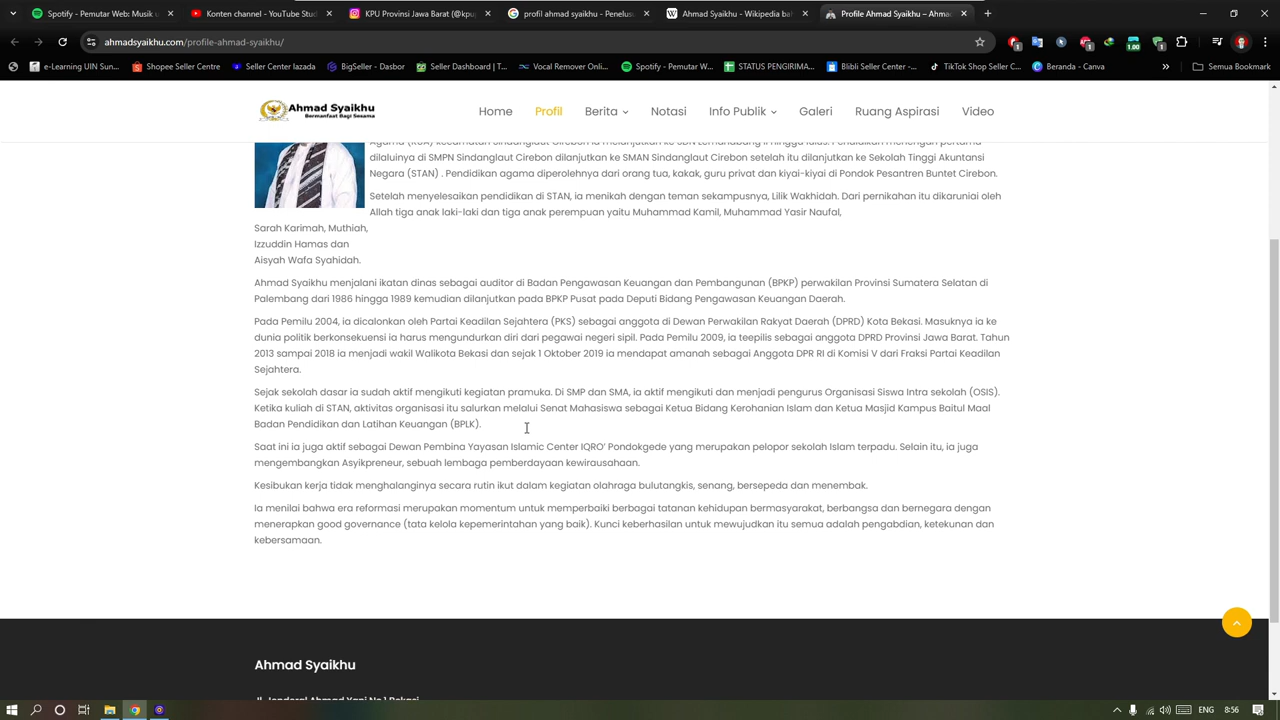 Spotify - Pemutar Web: Musik u
Konten channel - YouTube Stud
KPU Provinsi Jawa Barat (@kpup
profil ahmad syaikhu - Penelusu
Ahmad Syaikhu - Wikipedia bah
Profile Ahmad Syaikhu – Ahma
ahmadsyaikhu.com/profile-ahmad-syaikhu/
e-Learning UIN Sun...
Shopee Seller Centre
Seller Center lazada
BigSeller - Dasbor
Seller Dashboard | T...
Vocal Remover Onli...
Spotify - Pemutar W...
STATUS PENGIRIMA...
Blibli Seller Center -...
TikTok Shop Seller C...
Beranda - Canva
Semua Bookmark
Ahmad Syaikhu
Bermanfaat Bagi Sesama
Home
Profil
Berita
Notasi
Info Publik
Galeri
Ruang Aspirasi
Video
dilaluinya di SMPN Sindanglaut Cirebon dilanjutkan ke SMAN Sindanglaut Cirebon setelah itu dilanjutkan ke Sekolah Tinggi Akuntansi
Negara (STAN) . Pendidikan agama diperolehnya dari orang tua, kakak, guru privat dan kiyai-kiyai di Pondok Pesantren Buntet Cirebon.
Setelah menyelesaikan pendidikan di STAN, ia menikah dengan teman sekampusnya, Lilik Wakhidah. Dari pernikahan itu dikaruniai oleh
Allah tiga anak laki-laki dan tiga anak perempuan yaitu Muhammad Kamil, Muhammad Yasir Naufal,
Sarah Karimah, Muthiah,
Izzuddin Hamas dan
Aisyah Wafa Syahidah.
Ahmad Syaikhu menjalani ikatan dinas sebagai auditor di Badan Pengawasan Keuangan dan Pembangunan (BPKP) perwakilan Provinsi Sumatera Selatan di
Palembang dari 1986 hingga 1989 kemudian dilanjutkan pada BPKP Pusat pada Deputi Bidang Pengawasan Keuangan Daerah.
Pada Pemilu 2004, ia dicalonkan oleh Partai Keadilan Sejahtera (PKS) sebagai anggota di Dewan Perwakilan Rakyat Daerah (DPRD) Kota Bekasi. Masuknya ia ke
dunia politik berkonsekuensi ia harus mengundurkan diri dari pegawai negeri sipil. Pada Pemilu 2009, ia teepilis sebagai anggota DPRD Provinsi Jawa Barat. Tahun
2013 sampai 2018 ia menjadi wakil Walikota Bekasi dan sejak 1 Oktober 2019 ia mendapat amanah sebagai Anggota DPR RI di Komisi V dari Fraksi Partai Keadilan
Sejahtera.
Sejak sekolah dasar ia sudah aktif mengikuti kegiatan pramuka. Di SMP dan SMA, ia aktif mengikuti dan menjadi pengurus Organisasi Siswa Intra sekolah (OSIS).
Ketika kuliah di STAN, aktivitas organisasi itu salurkan melalui Senat Mahasiswa sebagai Ketua Bidang Kerohanian Islam dan Ketua Masjid Kampus Baitul Maal
Badan Pendidikan dan Latihan Keuangan (BPLK).
Saat ini ia juga aktif sebagai Dewan Pembina Yayasan Islamic Center IQRO' Pondokgede yang merupakan pelopor sekolah Islam terpadu. Selain itu, ia juga
mengembangkan Asyikpreneur, sebuah lembaga pemberdayaan kewirausahaan.
Kesibukan kerja tidak menghalanginya secara rutin ikut dalam kegiatan olahraga bulutangkis, senang, bersepeda dan menembak.
Ia menilai bahwa era reformasi merupakan momentum untuk memperbaiki berbagai tatanan kehidupan bermasyarakat, berbangsa dan bernegara dengan
menerapkan good governance (tata kelola kepemerintahan yang baik). Kunci keberhasilan untuk mewujudkan itu semua adalah pengabdian, ketekunan dan
kebersamaan.
Ahmad Syaikhu
ENG
8:56